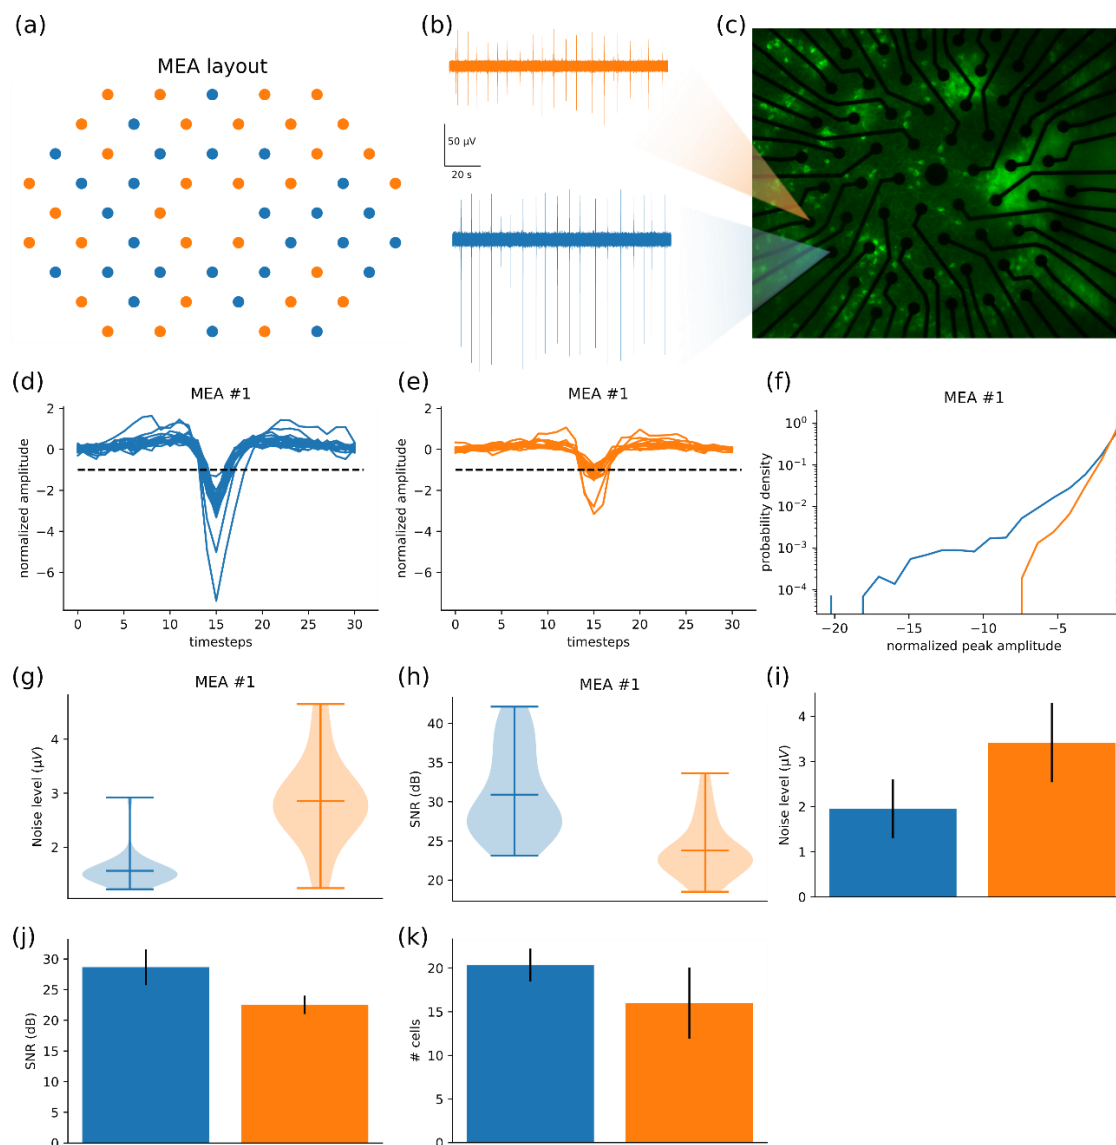 (a)
MEA layout
(b)
50 μV
20 s
(c)
(d)
MEA #1
normalized amplitude
2
0
−2
−4
−6
0 5 10 15 20 25 30
timesteps
(e)
MEA #1
normalized amplitude
2
0
−2
−4
−6
0 5 10 15 20 25 30
timesteps
(f)
MEA #1
probability density
10⁰
10⁻¹
10⁻²
10⁻³
10⁻⁴
−20 −15 −10 −5
normalized peak amplitude
(g)
MEA #1
Noise level (μV)
4
3
2
(h)
MEA #1
SNR (dB)
40
35
30
25
20
(i)
Noise level (μV)
4
3
2
1
0
(j)
SNR (dB)
30
25
20
15
10
5
0
(k)
# cells
20
15
10
5
0